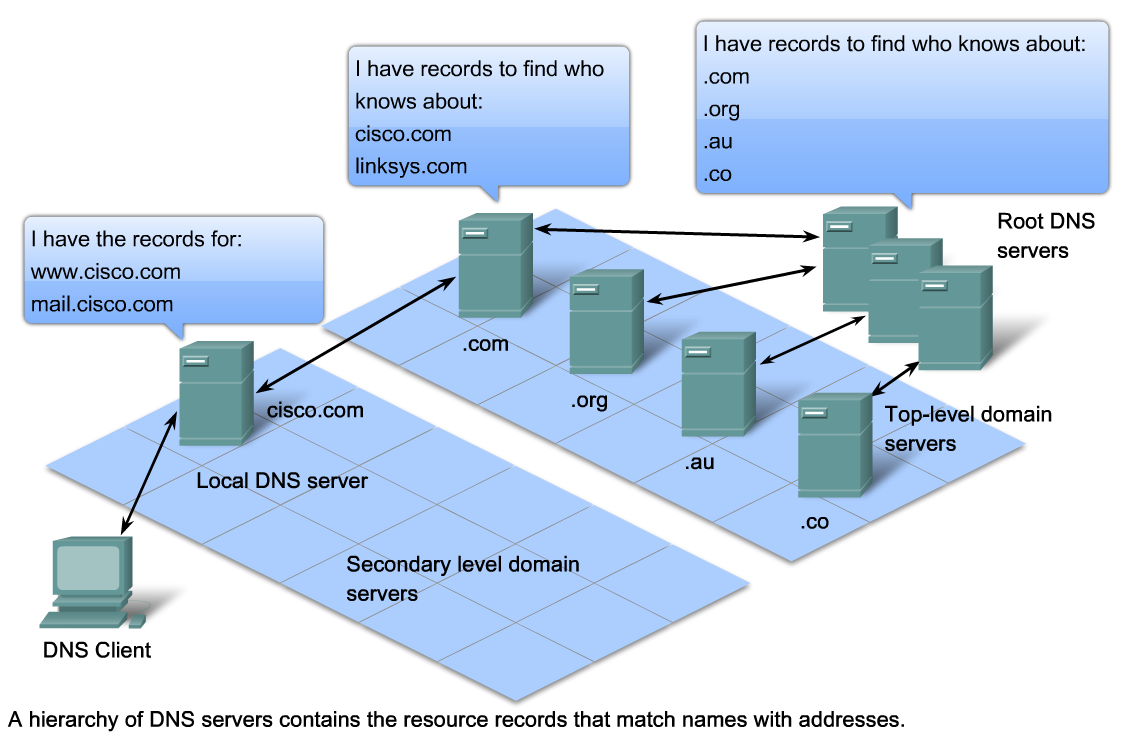 I have records to find who knows about:
.com
.org
.au
.co
I have records to find who
knows about:
cisco.com
linksys.com
I have the records for:
www.cisco.com
mail.cisco.com
Root DNS
servers
.com
.org
.au
.co
Top-level domain
servers
cisco.com
Local DNS server
Secondary level domain
servers
DNS Client
A hierarchy of DNS servers contains the resource records that match names with addresses.